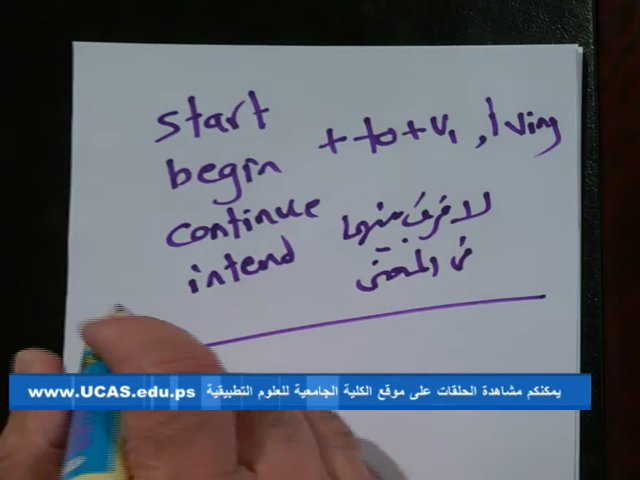 start
begin + to + V1 , أو Ving
continue لا فرق بينهما
intend في المعنى
www.UCAS.edu.ps يمكنكم مشاهدة الحلقات على موقع الكلية الجامعية للعلوم التطبيقية